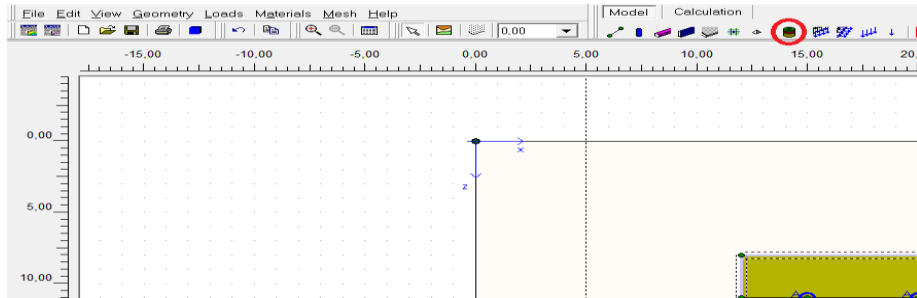 File Edit View Geometry Loads Materials Mesh Help
Model Calculation
0.00
-15,00 -10,00 -5,00 0,00 5,00 10,00 15,00
0,00
x
z
5,00
10,00